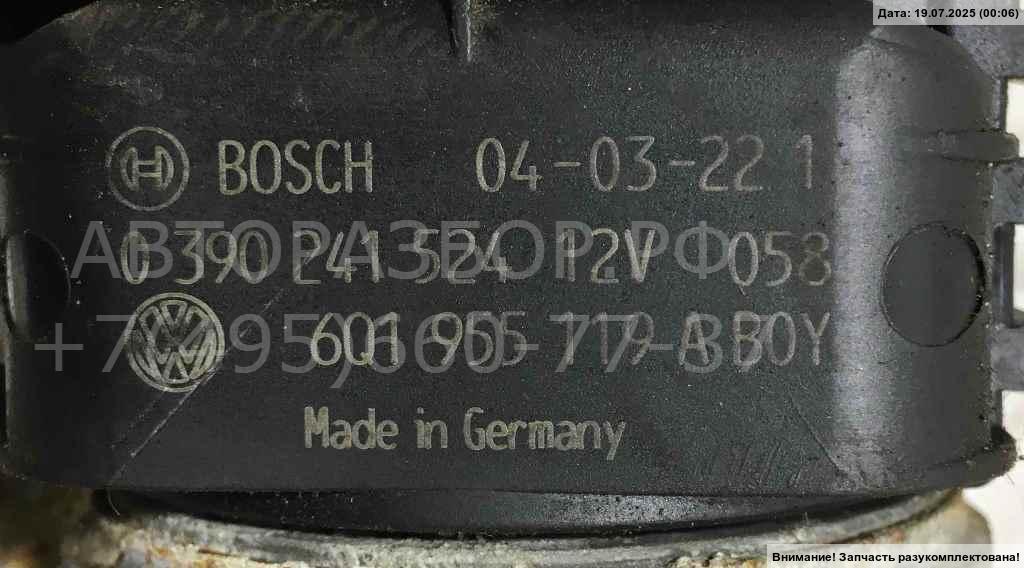 Дата: 19.07.2025 (00:06)
BOSCH 04-03-22 1
АВТОРАЗБОР.РФ
0 390 241 524 12V 058
6Q1 955 119 A BOY
Made in Germany
Внимание! Запчасть разукомплектована!